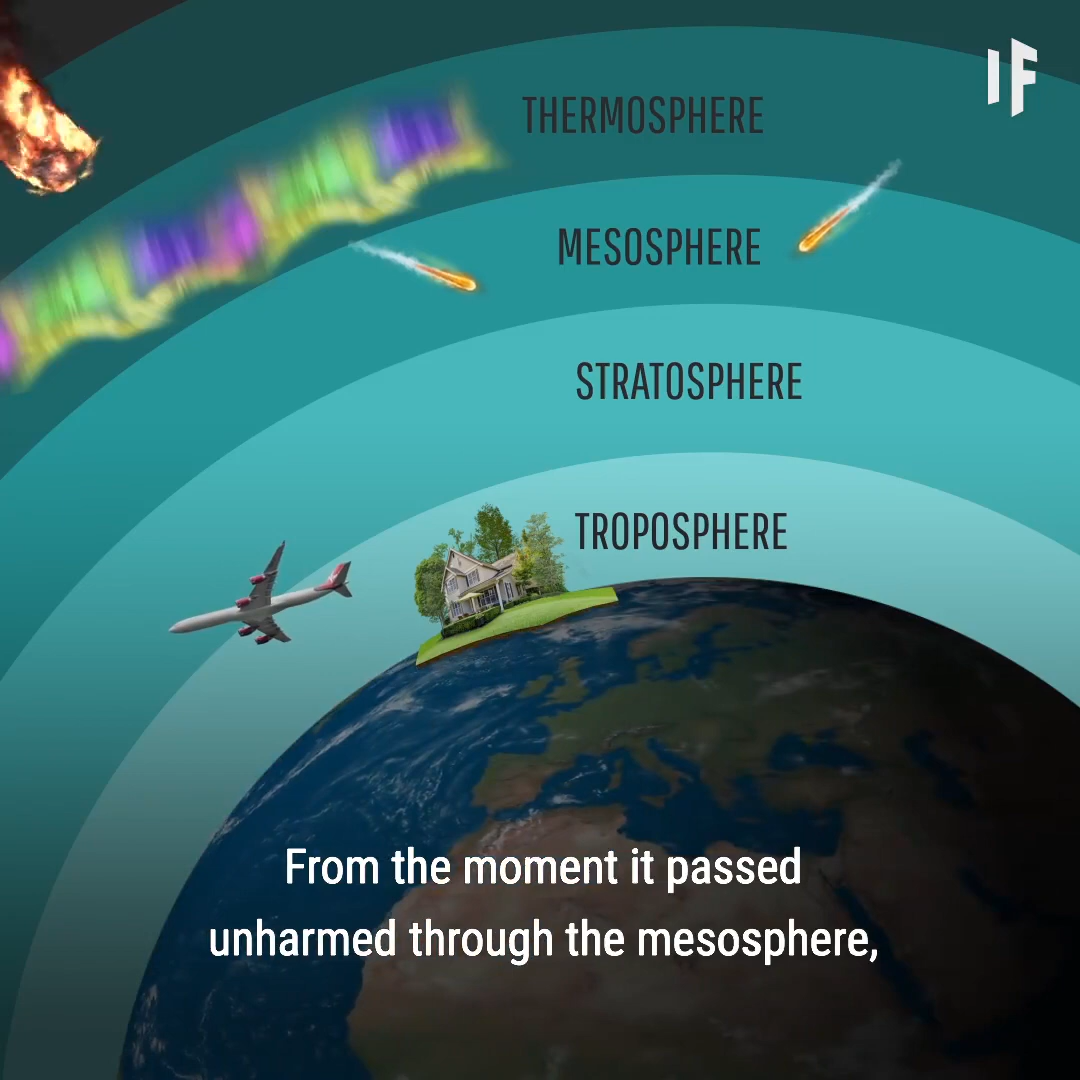 IF
THERMOSPHERE
MESOSPHERE
STRATOSPHERE
TROPOSPHERE
From the moment it passed
unharmed through the mesosphere,